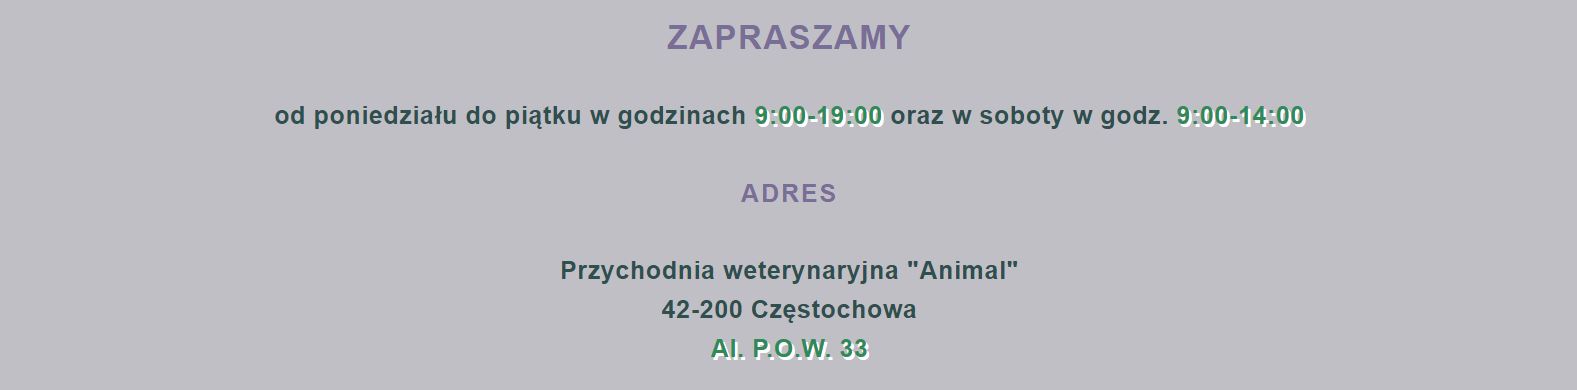 ZAPRASZAMY
od poniedziału do piątku w godzinach 9:00-19:00 oraz w soboty w godz. 9:00-14:00
ADRES
Przychodnia weterynaryjna "Animal"
42-200 Częstochowa
Al. P.O.W. 33